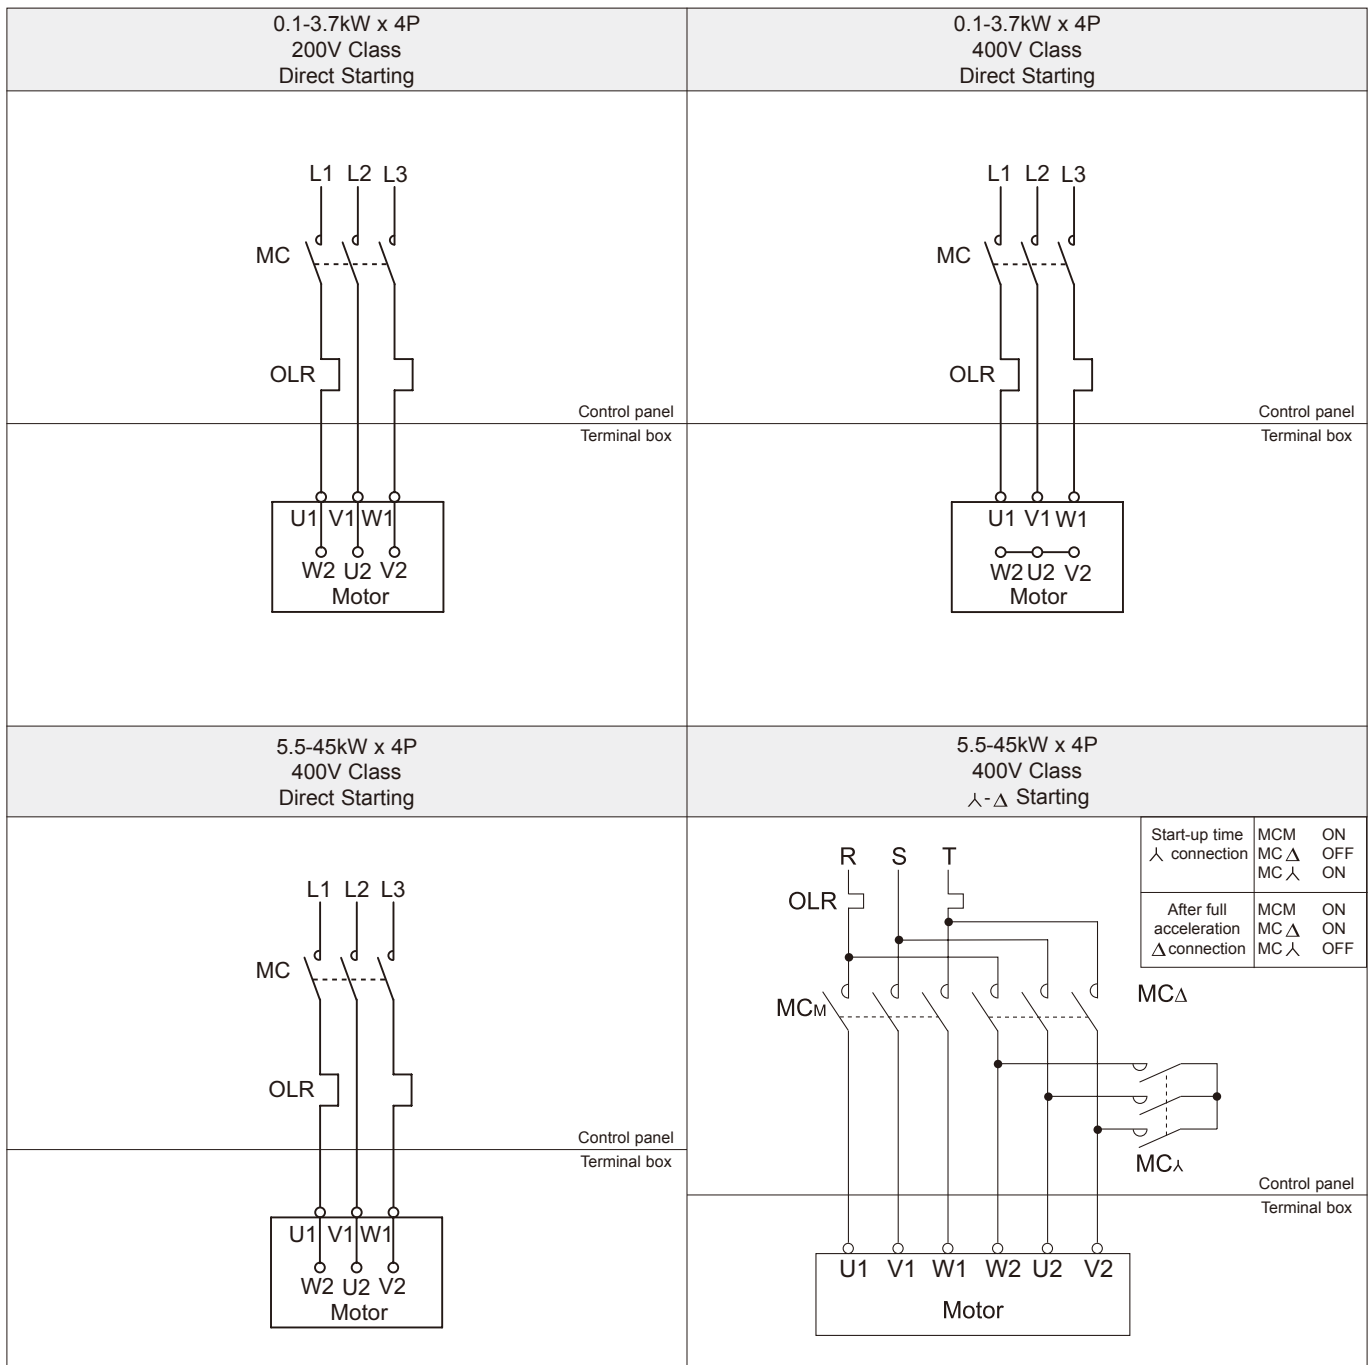 0.1-3.7kW x 4P
200V Class
Direct Starting
L1 L2 L3
MC
OLR
Control panel
Terminal box
U1 V1 W1
W2 U2 V2
Motor
0.1-3.7kW x 4P
400V Class
Direct Starting
L1 L2 L3
MC
OLR
Control panel
Terminal box
U1 V1 W1
W2 U2 V2
Motor
5.5-45kW x 4P
400V Class
Direct Starting
L1 L2 L3
MC
OLR
Control panel
Terminal box
U1 V1 W1
W2 U2 V2
Motor
5.5-45kW x 4P
400V Class
⅄-Δ Starting
Start-up time MCM ON
⅄ connection MC Δ OFF
MC ⅄ ON
After full MCM ON
acceleration MC Δ ON
Δ connection MC ⅄ OFF
R S T
OLR
MCM
MCΔ
MC⅄
Control panel
Terminal box
U1 V1 W1 W2 U2 V2
Motor